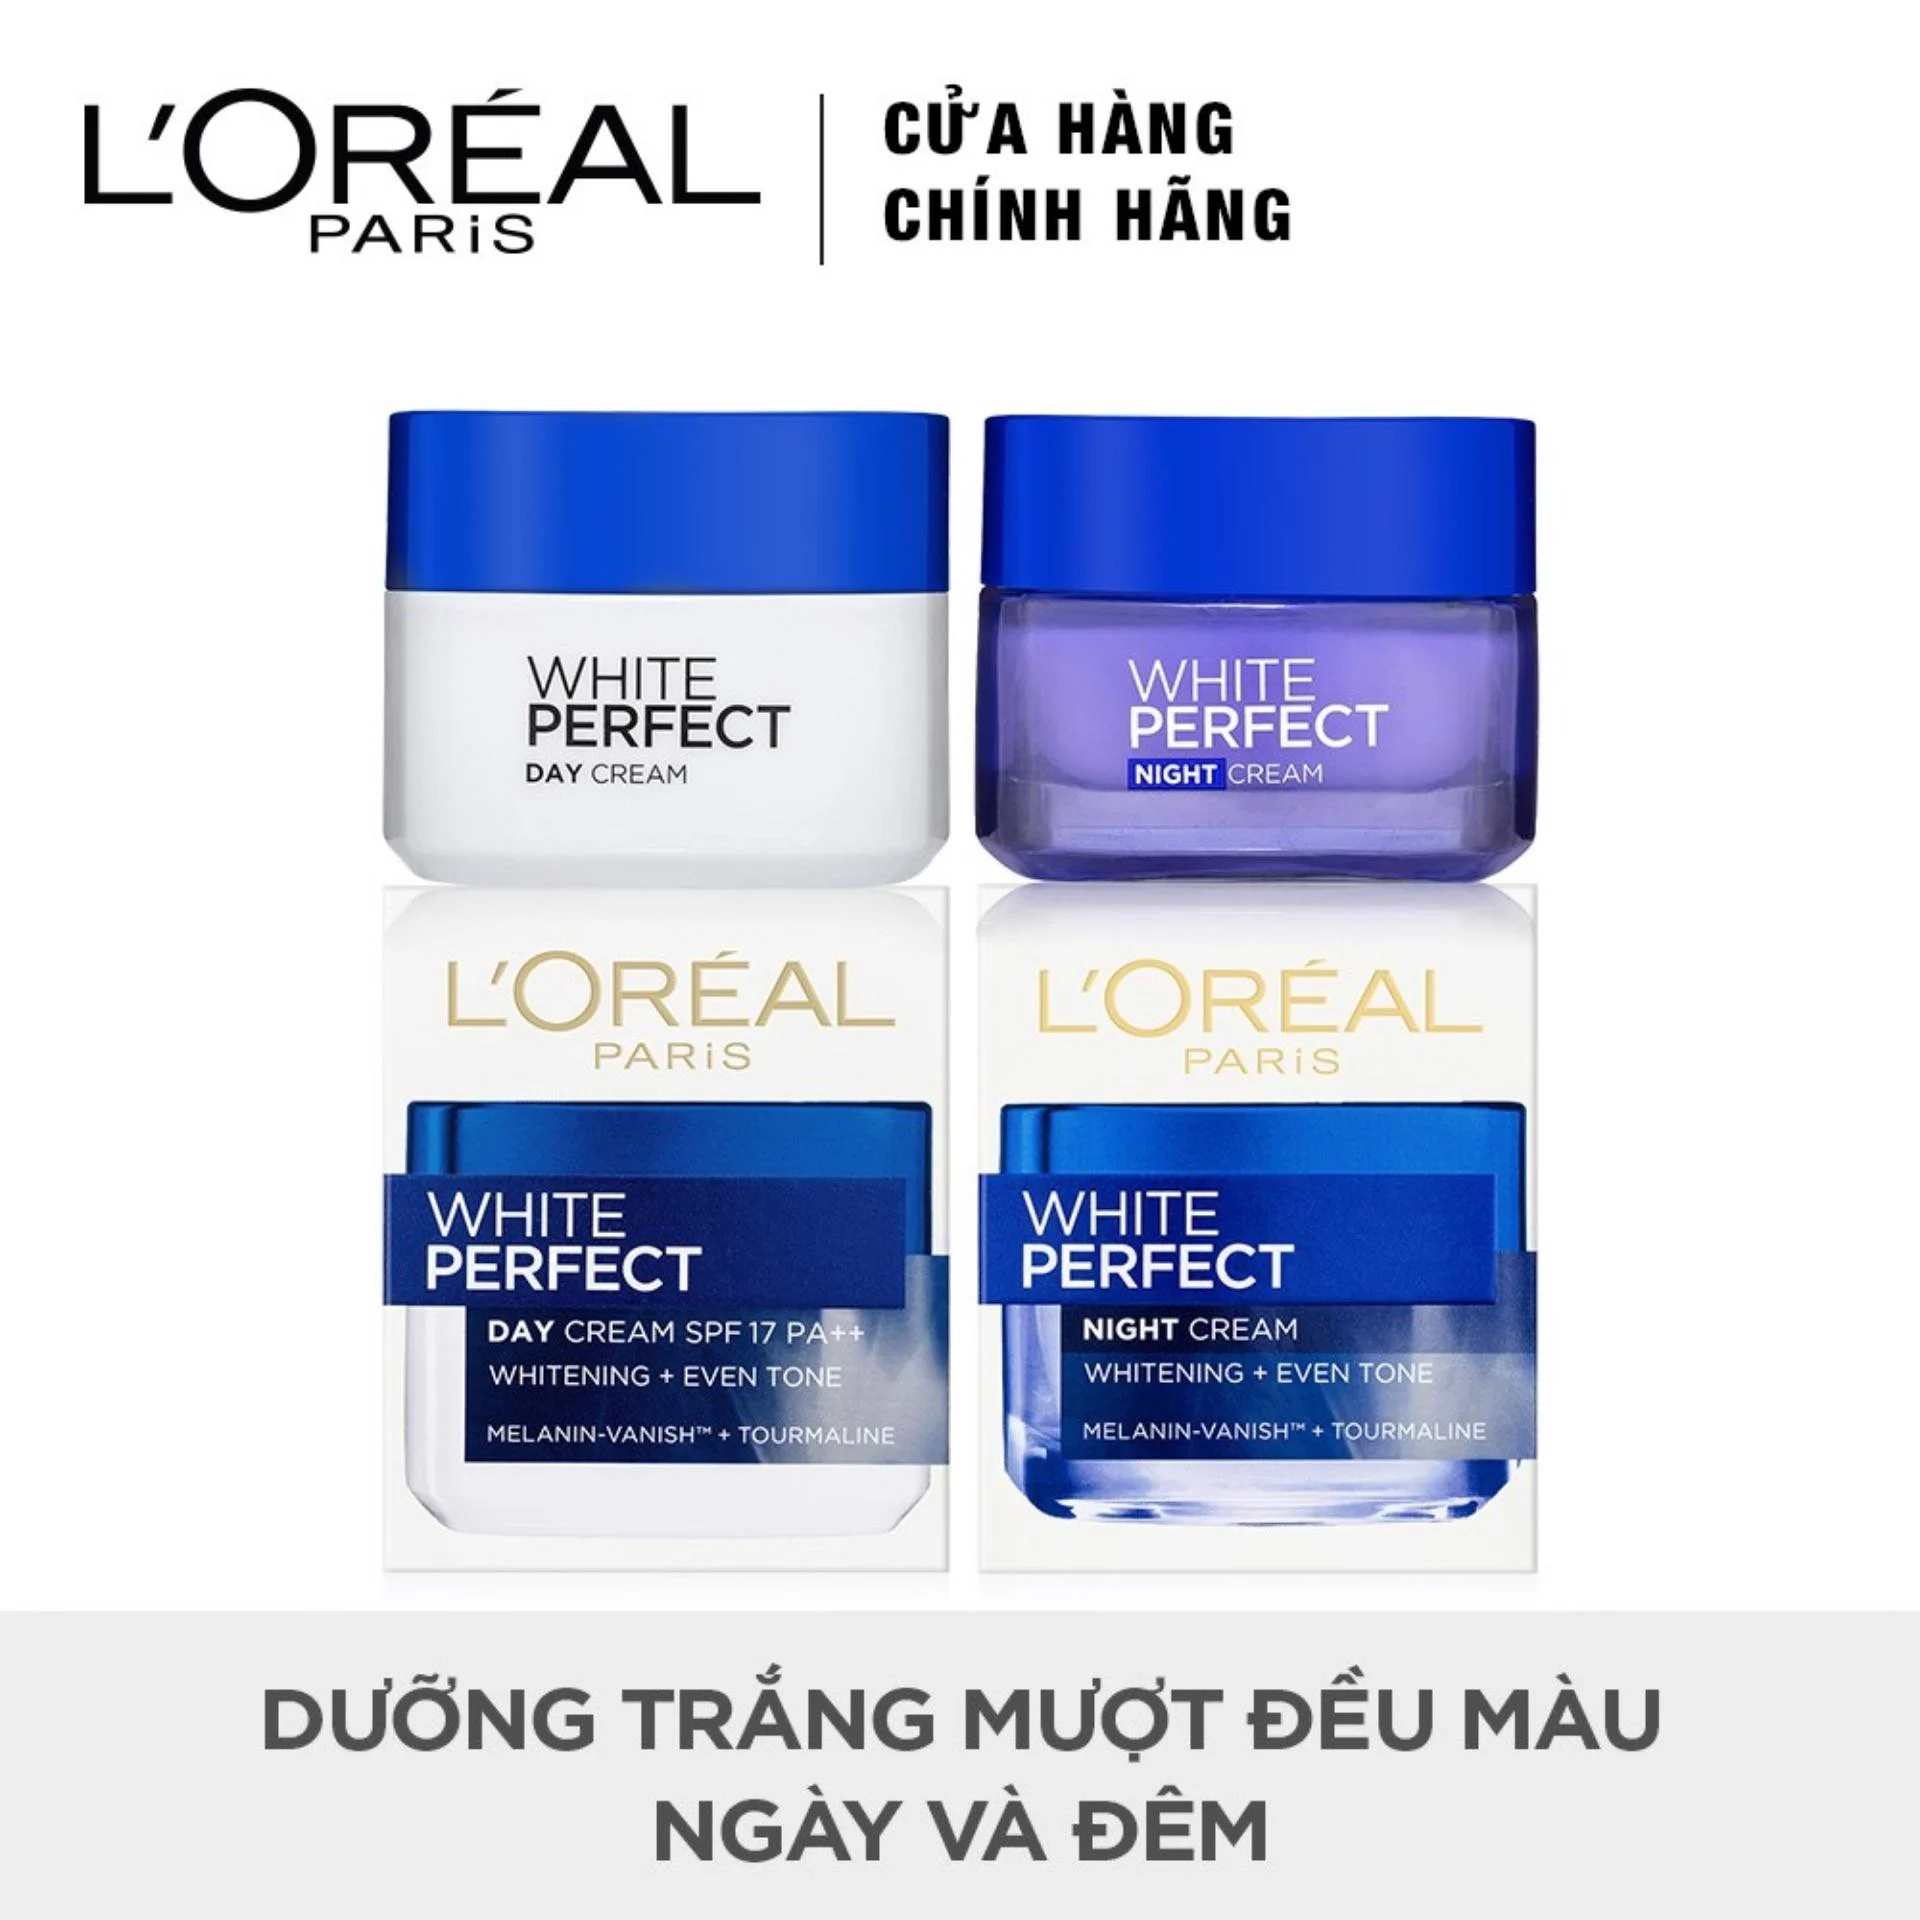 L'ORÉAL
PARiS
CỬA HÀNG
CHÍNH HÃNG
WHITE
PERFECT
DAY CREAM
WHITE
PERFECT
NIGHT CREAM
L'ORÉAL
PARiS
WHITE
PERFECT
DAY CREAM SPF 17 PA++
WHITENING + EVEN TONE
MELANIN-VANISH™ + TOURMALINE
L'ORÉAL
PARiS
WHITE
PERFECT
NIGHT CREAM
WHITENING + EVEN TONE
MELANIN-VANISH™ + TOURMALINE
DƯỠNG TRẮNG MƯỢT ĐỀU MÀU
NGÀY VÀ ĐÊM